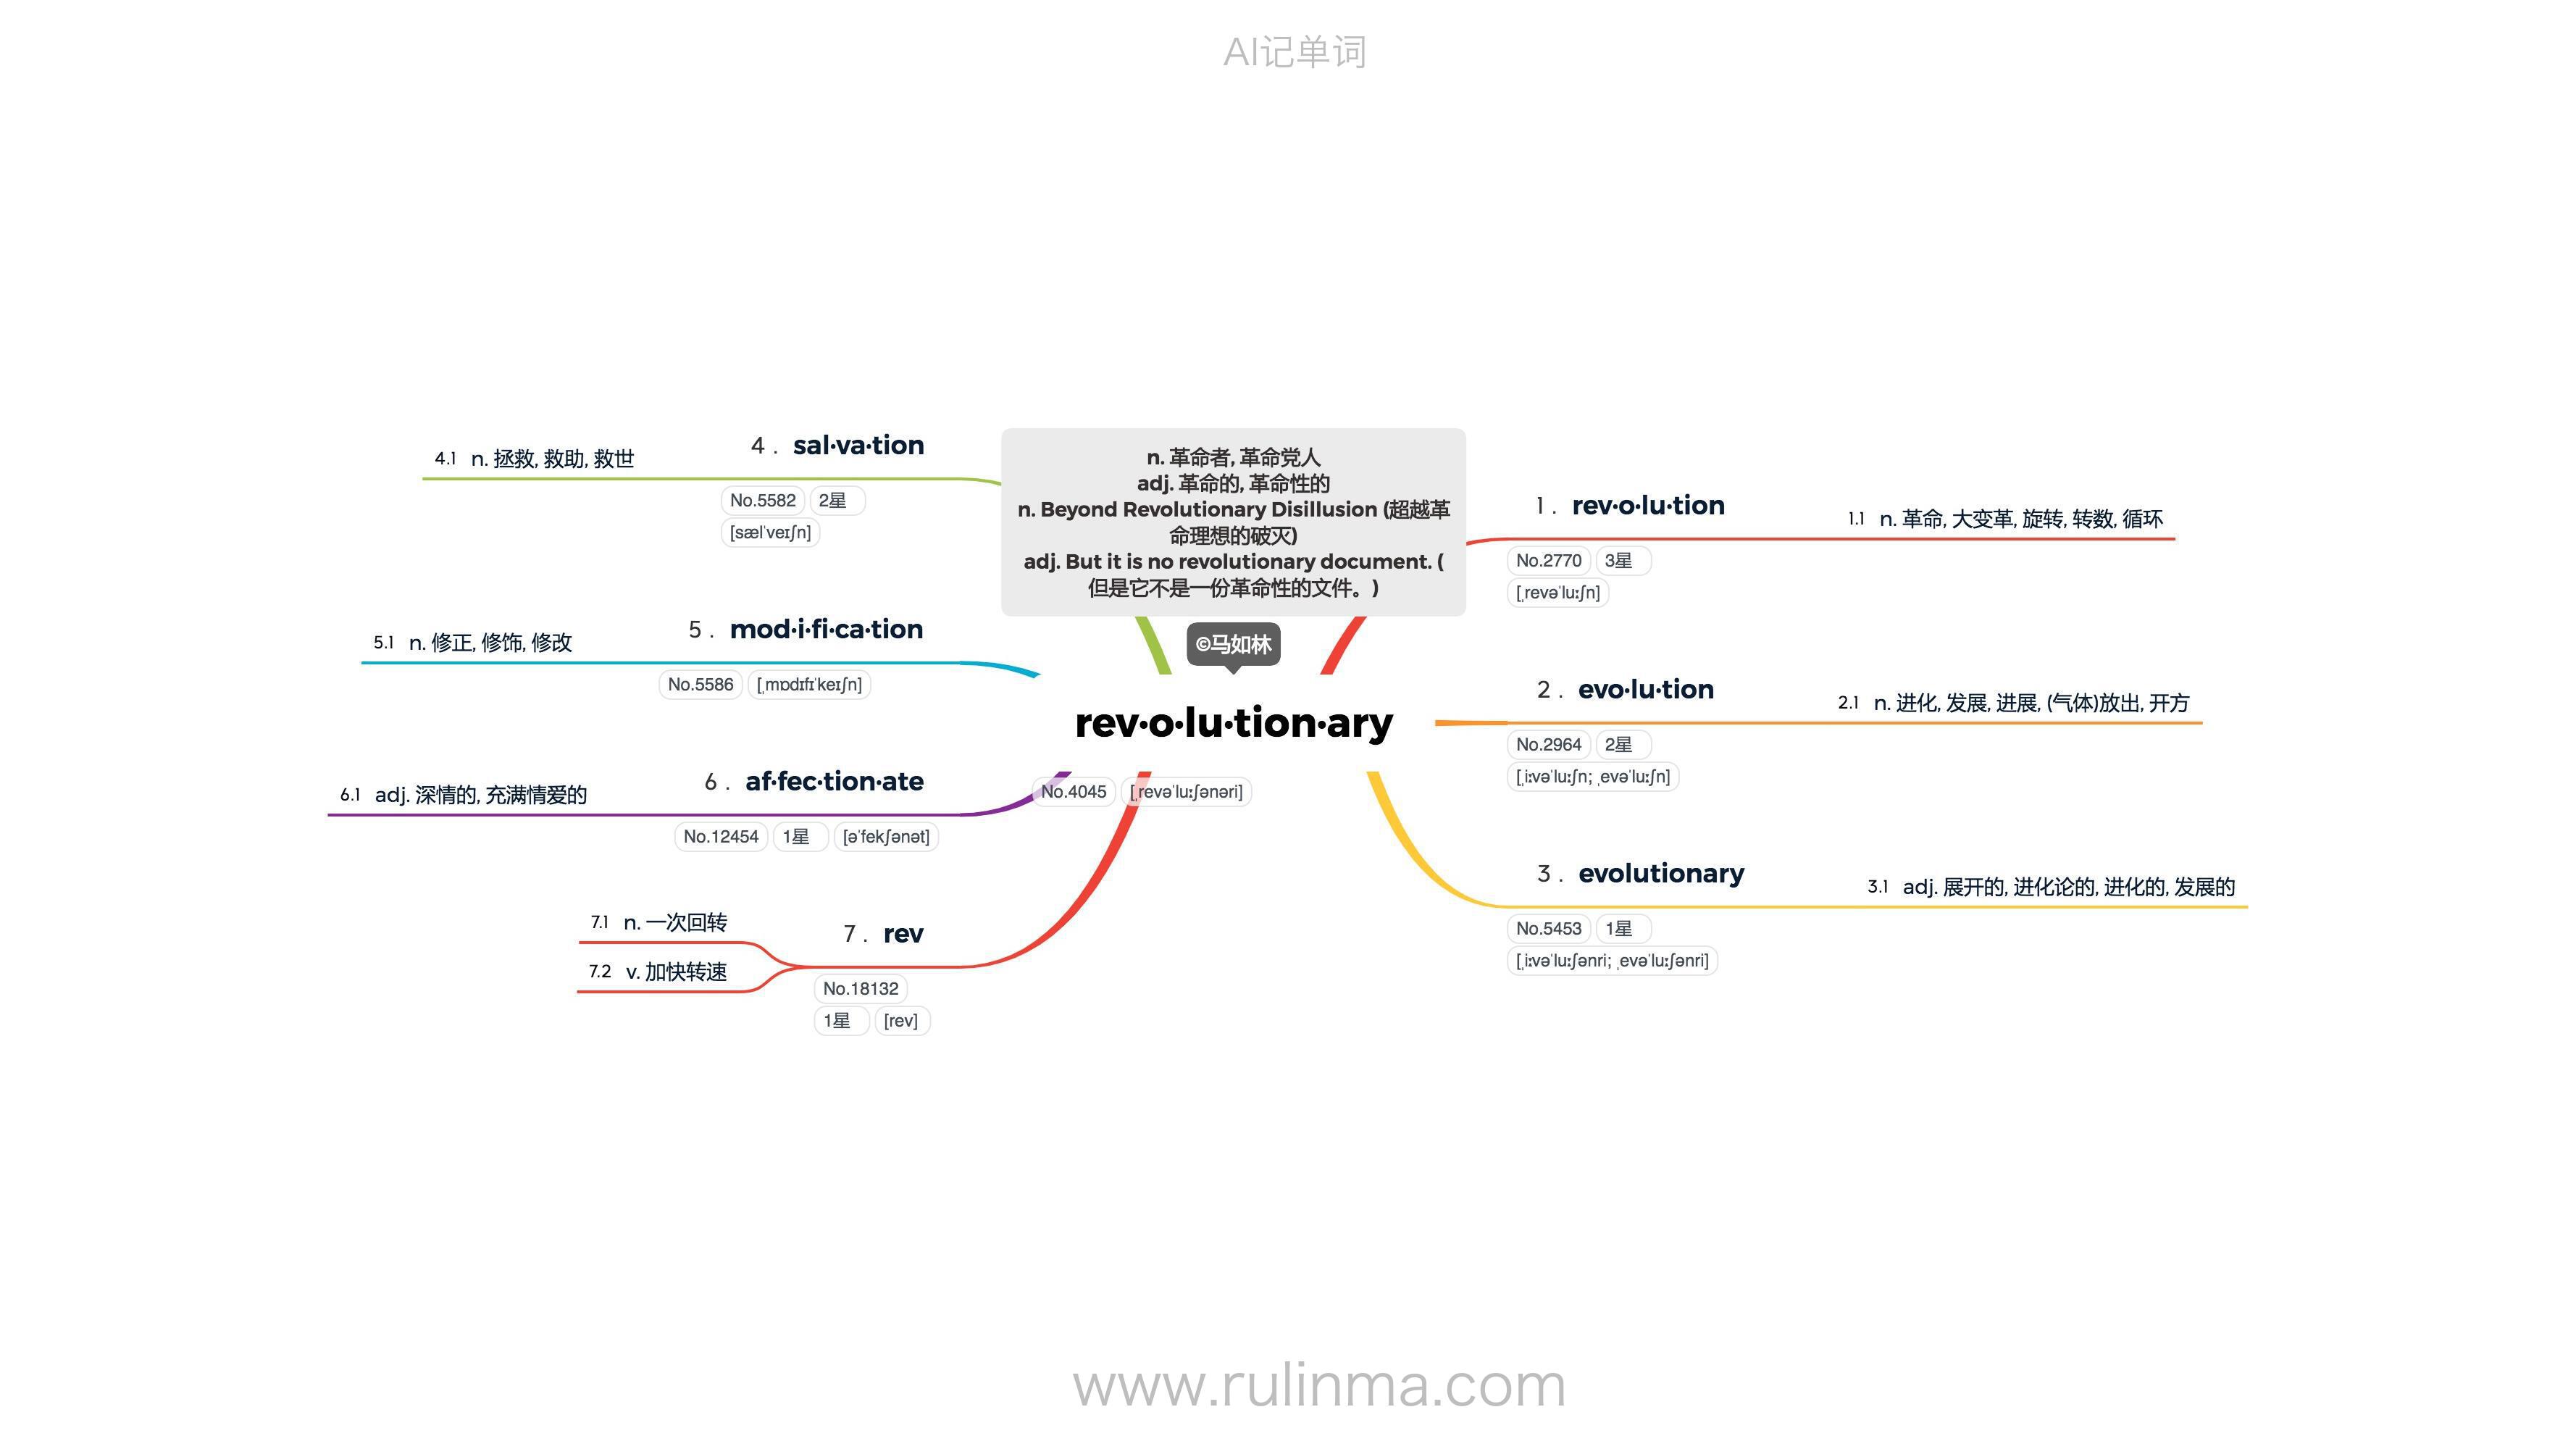 AI记单词
n. 革命者, 革命党人
adj. 革命的, 革命性的
n. Beyond Revolutionary Disillusion (超越革
命理想的破灭)
adj. But it is no revolutionary document. (
但是它不是一份革命性的文件。)
©马如林
rev·o·lu·tion·ary
No.4045 [ˌrevəˈluːʃənəri]
1 . rev·o·lu·tion
No.2770 3星
[ˌrevəˈluːʃn]
1.1 n. 革命, 大变革, 旋转, 转数, 循环
2 . evo·lu·tion
No.2964 2星
[ˌiːvəˈluːʃn; ˌevəˈluːʃn]
2.1 n. 进化, 发展, 进展, (气体)放出, 开方
3 . evolutionary
No.5453 1星
[ˌiːvəˈluːʃənri; ˌevəˈluːʃənri]
3.1 adj. 展开的, 进化论的, 进化的, 发展的
4 . sal·va·tion
No.5582 2星
[sælˈveɪʃn]
4.1 n. 拯救, 救助, 救世
5 . mod·i·fi·ca·tion
No.5586 [ˌmɒdɪfɪˈkeɪʃn]
5.1 n. 修正, 修饰, 修改
6 . af·fec·tion·ate
No.12454 1星 [əˈfekʃənət]
6.1 adj. 深情的, 充满情爱的
7 . rev
No.18132
1星 [rev]
7.1 n. 一次回转
7.2 v. 加快转速
www.rulinma.com